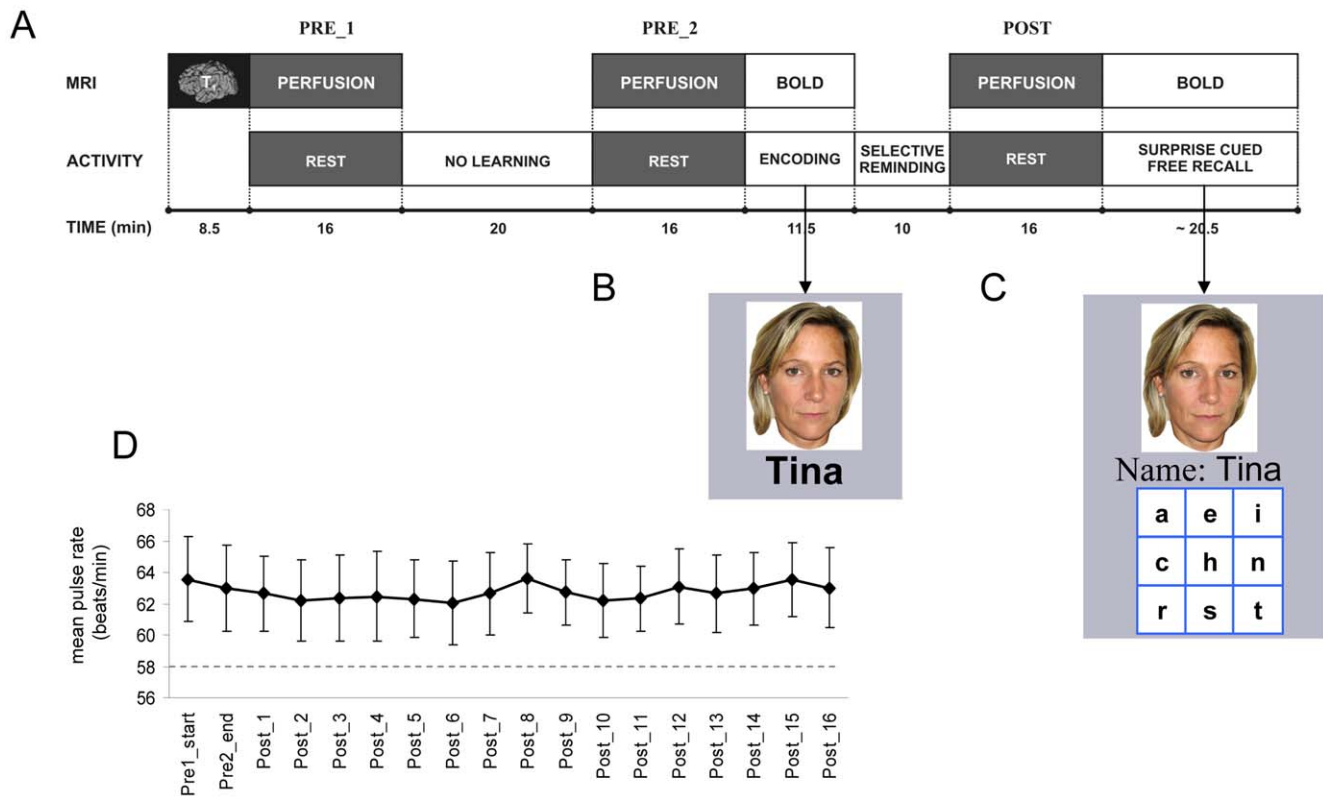 A
PRE_1 PRE_2 POST
MRI T1 PERFUSION PERFUSION BOLD PERFUSION BOLD
ACTIVITY REST NO LEARNING REST ENCODING SELECTIVE REMINDING REST SURPRISE CUED FREE RECALL
TIME (min) 8.5 16 20 16 11.5 10 16 ~ 20.5
B
Tina
C
Name: Tina
a e i
c h n
r s t
D
mean pulse rate
(beats/min)
68
66
64
62
60
58
56
Pre1_start
Pre2_end
Post_1
Post_2
Post_3
Post_4
Post_5
Post_6
Post_7
Post_8
Post_9
Post_10
Post_11
Post_12
Post_13
Post_14
Post_15
Post_16